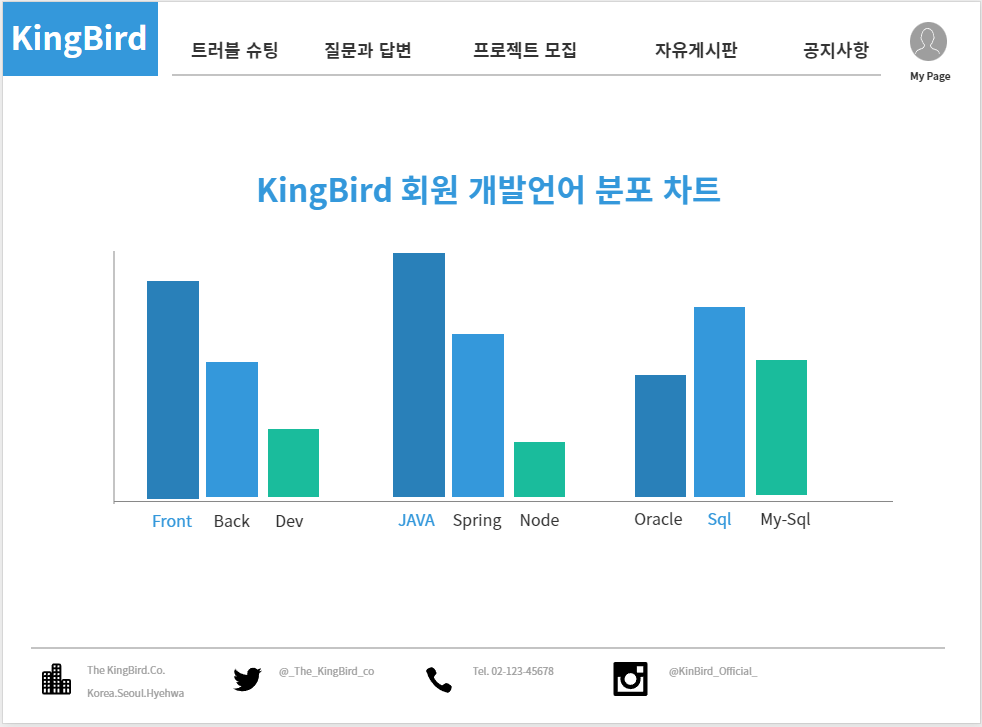 KingBird
트러블 슈팅
질문과 답변
프로젝트 모집
자유게시판
공지사항
My Page
KingBird 회원 개발언어 분포 차트
Front
Back
Dev
JAVA
Spring
Node
Oracle
Sql
My-Sql
The KingBird.Co.
Korea.Seoul.Hyehwa
@_The_KingBird_co
Tel. 02-123-45678
@KinBird_Official_